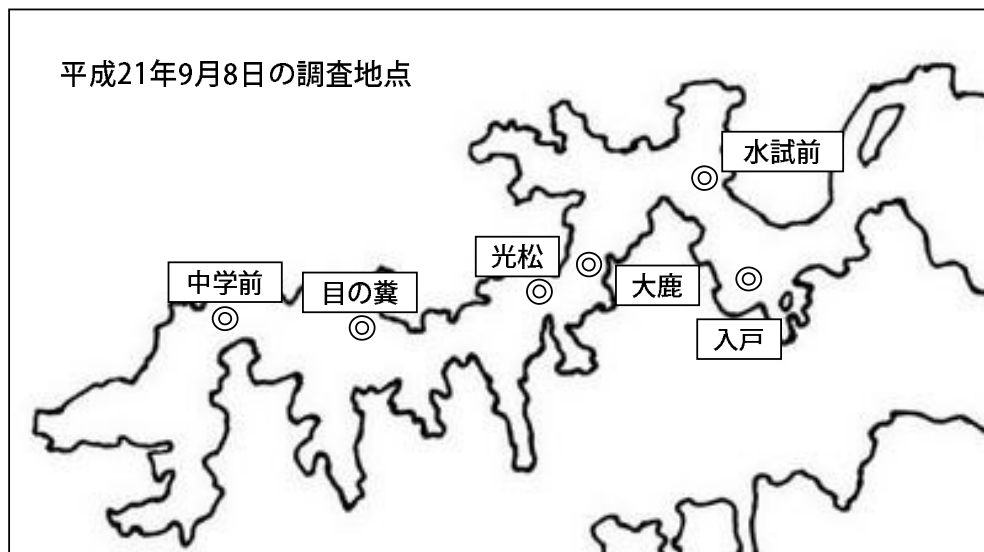 平成21年9月8日の調査地点
水試前
光松
中学前
目の糞
大鹿
入戸